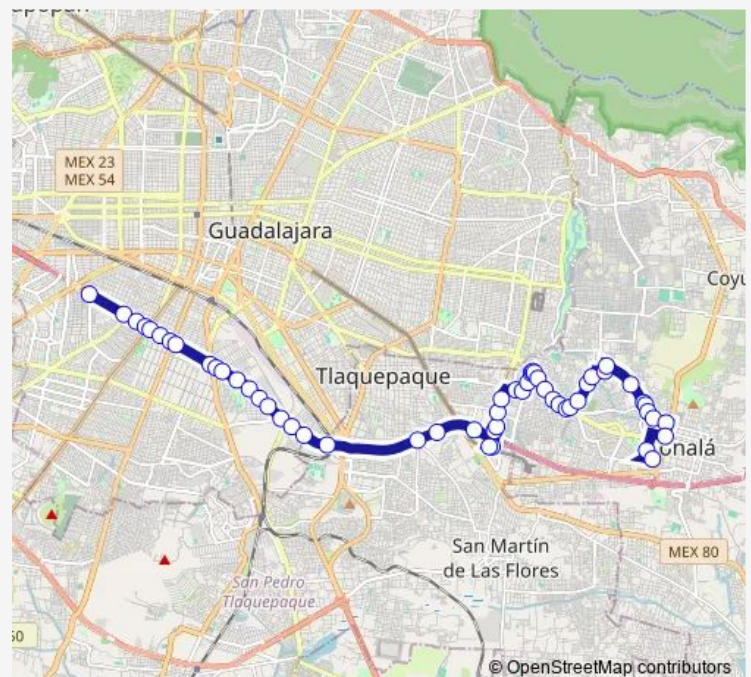 MEX 23
MEX 54
Guadalajara
Coyu
Tlaquepaque
onalá
San Martín
de Las Flores
MEX 80
San Pedro
Tlaquepaque
50
© OpenStreetMap contributors